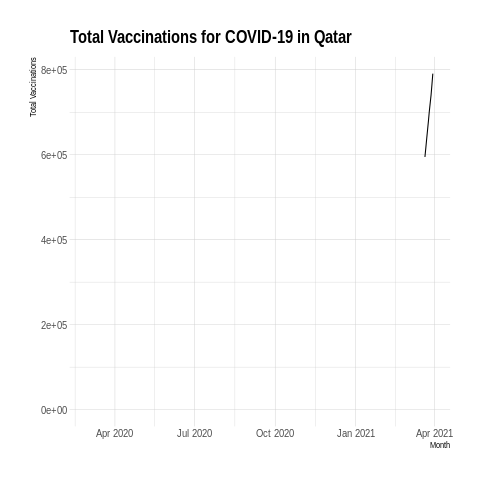 Total Vaccinations for COVID-19 in Qatar
Total Vaccinations
8e+05
6e+05
4e+05
2e+05
0e+00
Apr 2020 Jul 2020 Oct 2020 Jan 2021 Apr 2021
Month